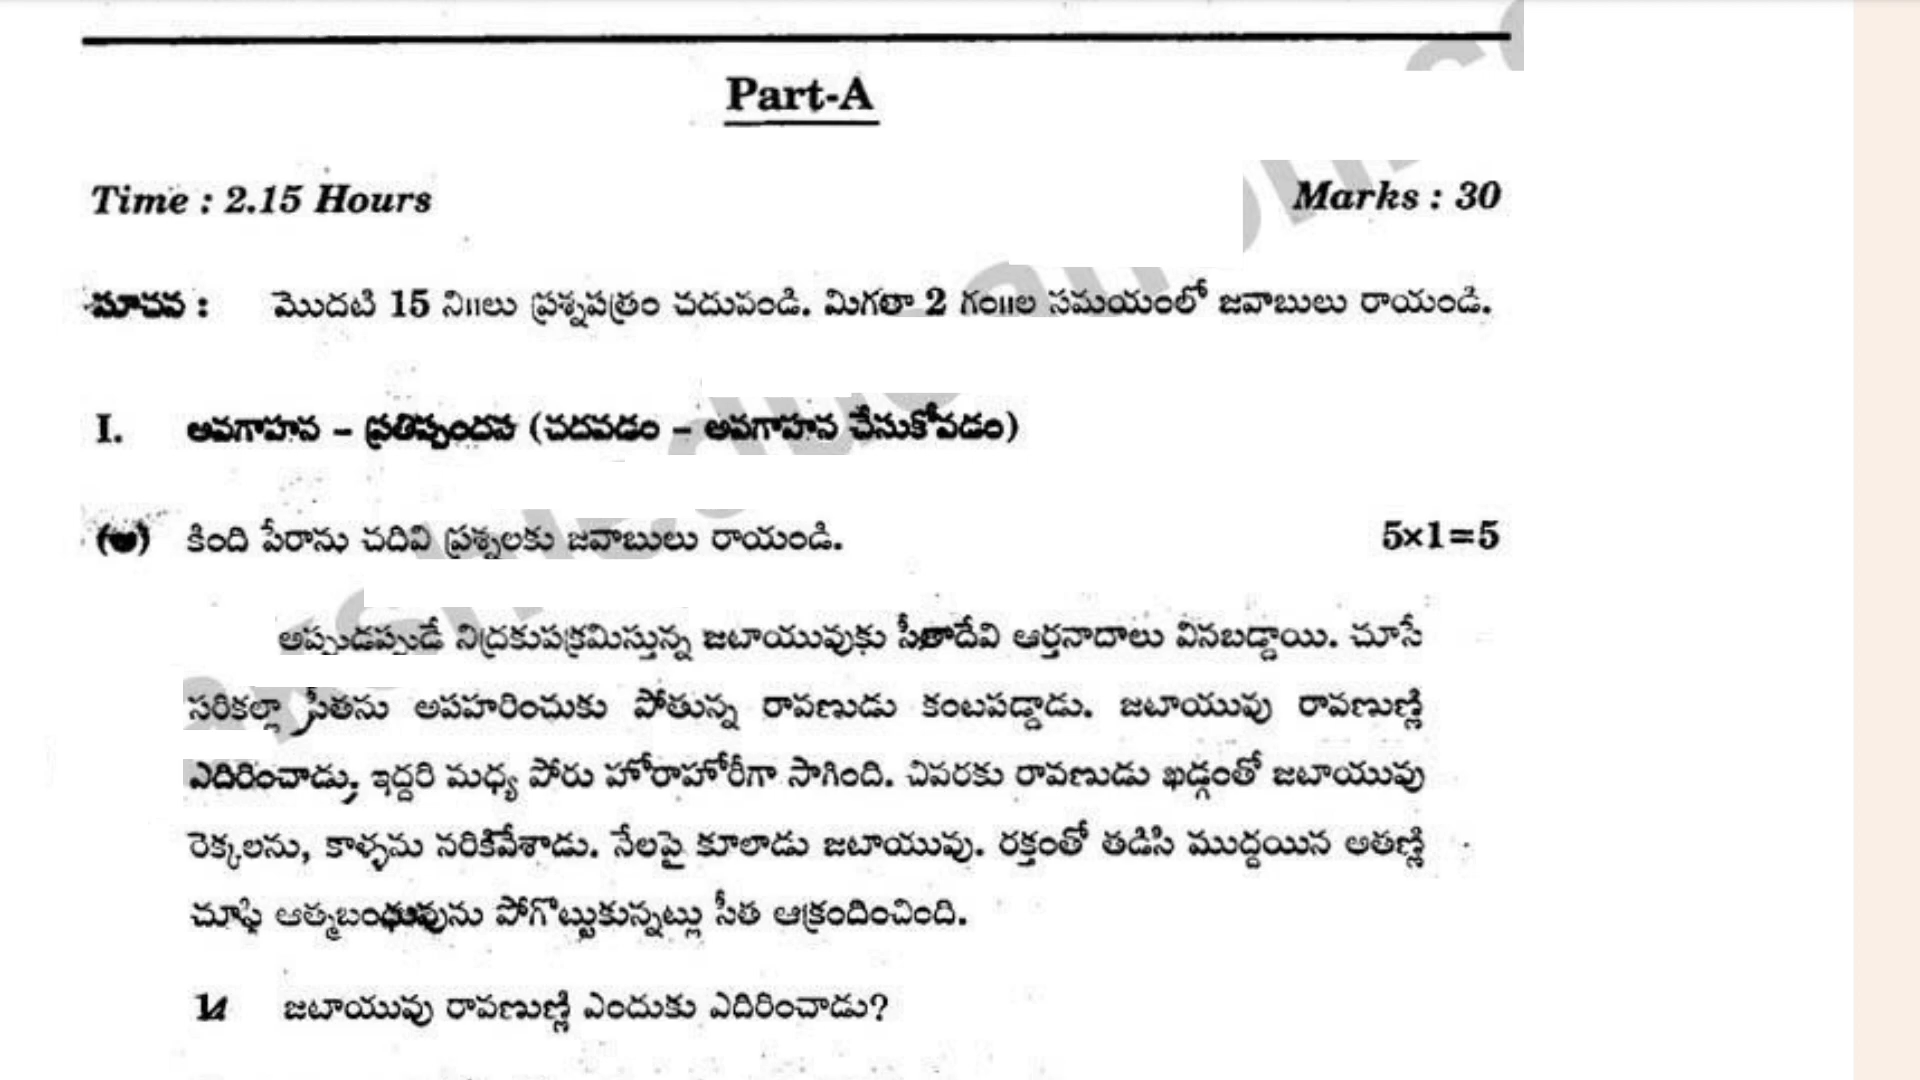 Part-A
Time : 2.15 Hours Marks : 30
సూచన : మొదటి 15 ని॥లు ప్రశ్నపత్రం చదువండి. మిగతా 2 గం॥ల సమయంలో జవాబులు రాయండి.
I. అవగాహన – ప్రతిస్పందన (చదవడం – అవగాహన చేసుకోవడం)
(అ) కింది పేరాను చదివి ప్రశ్నలకు జవాబులు రాయండి. 5×1=5
అప్పుడప్పుడే నిద్రకుపక్రమిస్తున్న జటాయువుకు సీతాదేవి ఆర్తనాదాలు వినబడ్డాయి. చూసే
సరికల్లా సీతను అపహరించుకు పోతున్న రావణుడు కంటపడ్డాడు. జటాయువు రావణుణ్ణి
ఎదిరించాడు, ఇద్దరి మధ్య పోరు హోరాహోరీగా సాగింది. చివరకు రావణుడు ఖడ్గంతో జటాయువు
రెక్కలను, కాళ్ళను నరికివేశాడు. నేలపై కూలాడు జటాయువు. రక్తంతో తడిసి ముద్దయిన అతణ్ణి
చూసి ఆత్మబంధువును పోగొట్టుకున్నట్లు సీత ఆక్రందించింది.
1. జటాయువు రావణుణ్ణి ఎందుకు ఎదిరించాడు?